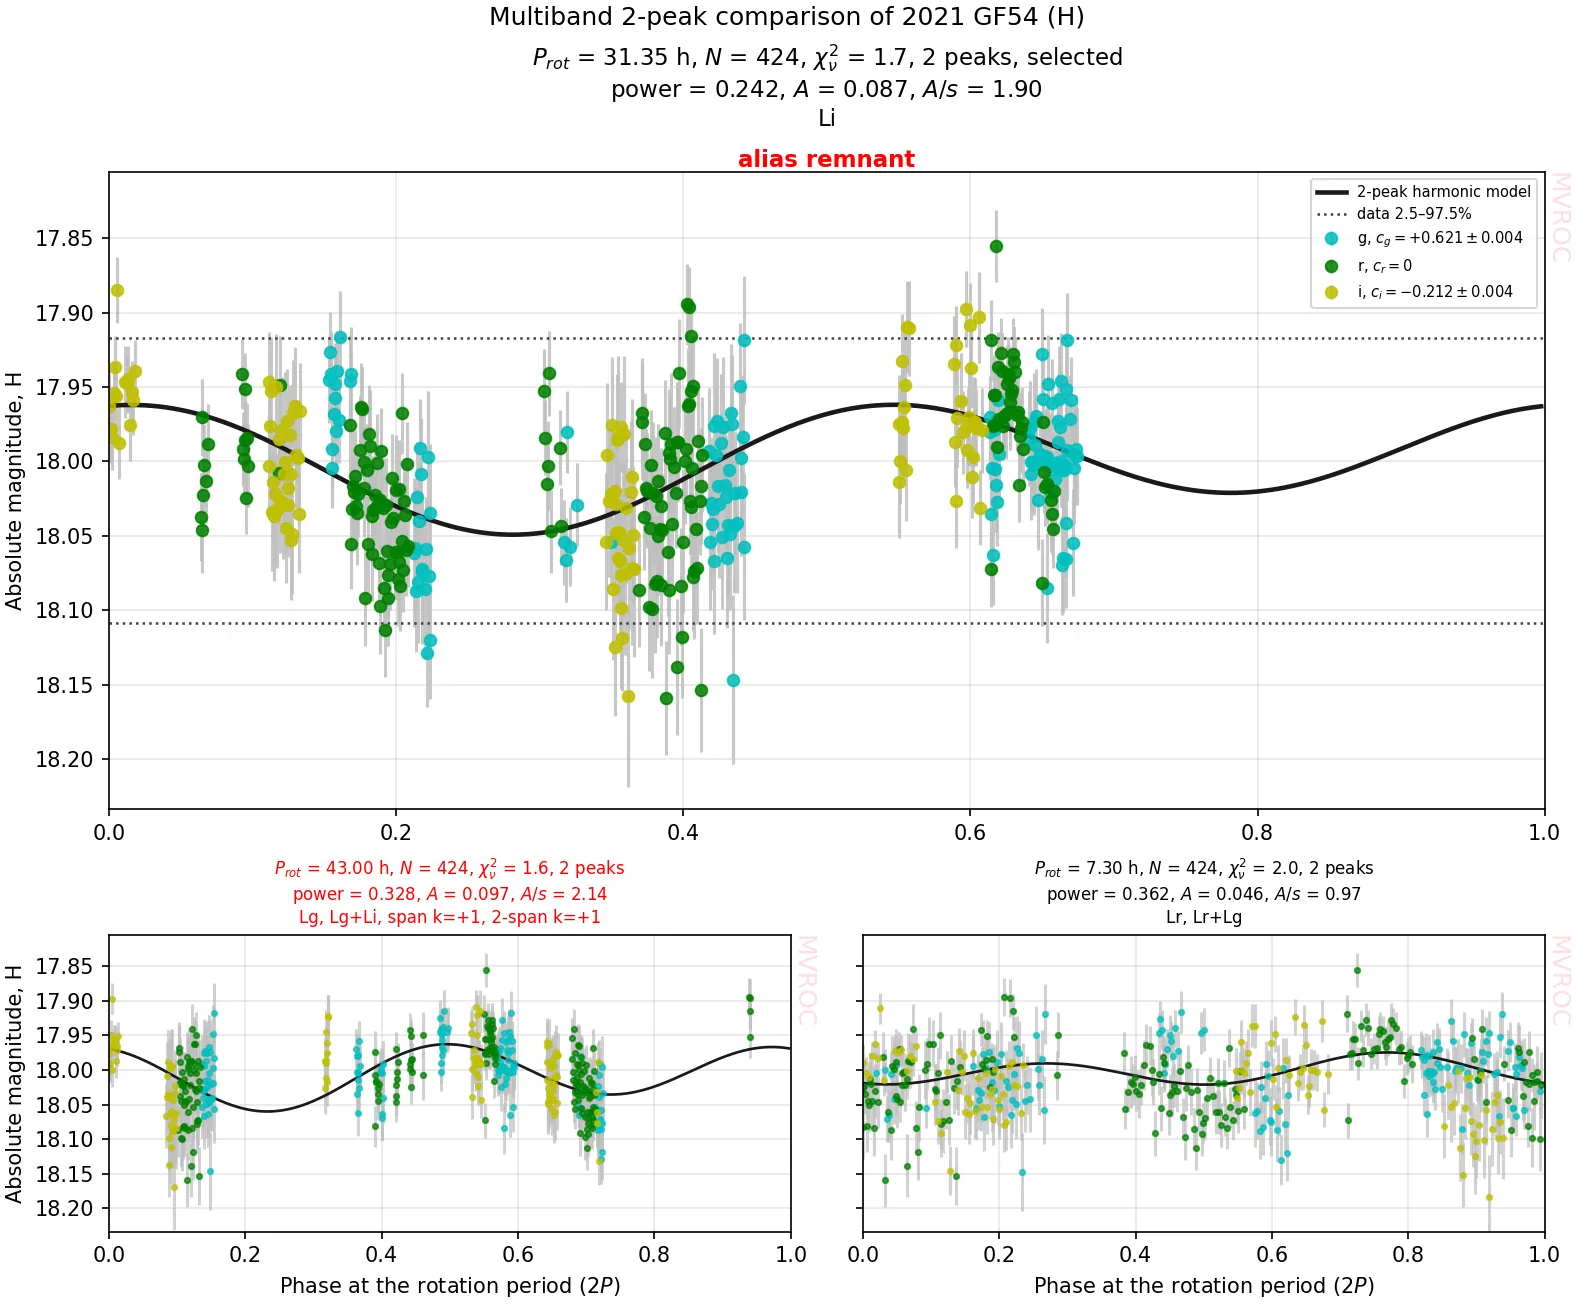 Multiband 2-peak comparison of 2021 GF54 (H)
P_rot = 31.35 h, N = 424, χ²_ν = 1.7, 2 peaks, selected
power = 0.242, A = 0.087, A/s = 1.90
Li
alias remnant
2-peak harmonic model
data 2.5–97.5%
g, c_g = +0.621 ± 0.004
r, c_r = 0
i, c_i = −0.212 ± 0.004
MVROC
Absolute magnitude, H
17.85
17.90
17.95
18.00
18.05
18.10
18.15
18.20
0.0 0.2 0.4 0.6 0.8 1.0
P_rot = 43.00 h, N = 424, χ²_ν = 1.6, 2 peaks
power = 0.328, A = 0.097, A/s = 2.14
Lg, Lg+Li, span k=+1, 2-span k=+1
MVROC
Absolute magnitude, H
17.85
17.90
17.95
18.00
18.05
18.10
18.15
18.20
0.0 0.2 0.4 0.6 0.8 1.0
Phase at the rotation period (2P)
P_rot = 7.30 h, N = 424, χ²_ν = 2.0, 2 peaks
power = 0.362, A = 0.046, A/s = 0.97
Lr, Lr+Lg
MVROC
0.0 0.2 0.4 0.6 0.8 1.0
Phase at the rotation period (2P)